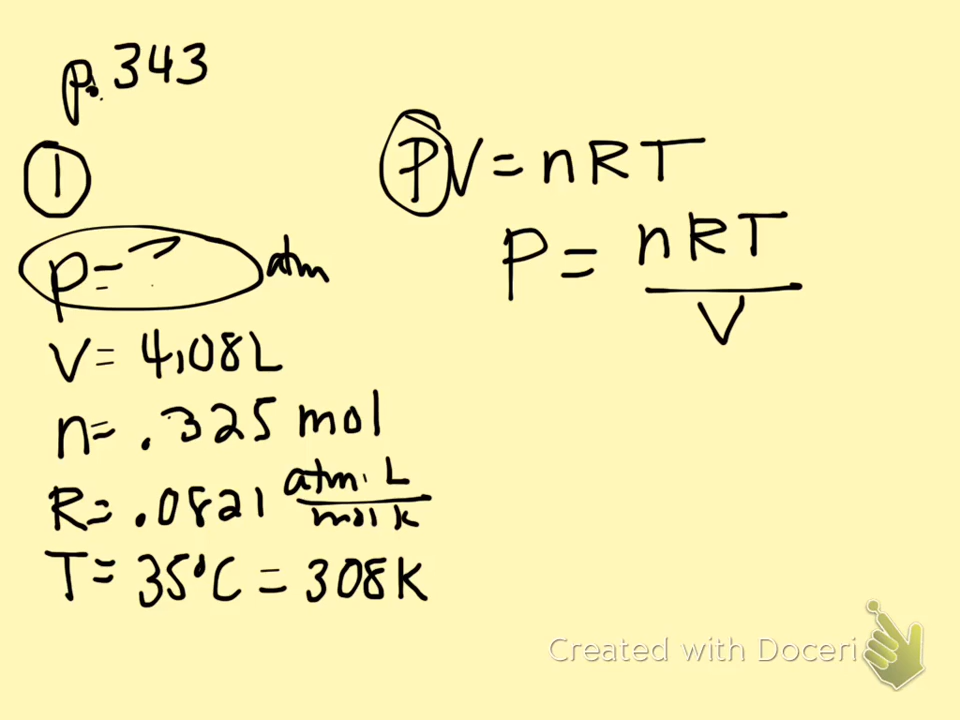 p.343
①
P = ? atm
V = 4.08L
n = .325 mol
R = .0821 atm·L / mol K
T = 35°C = 308K
PV = nRT
P = nRT / V
Created with Doceri